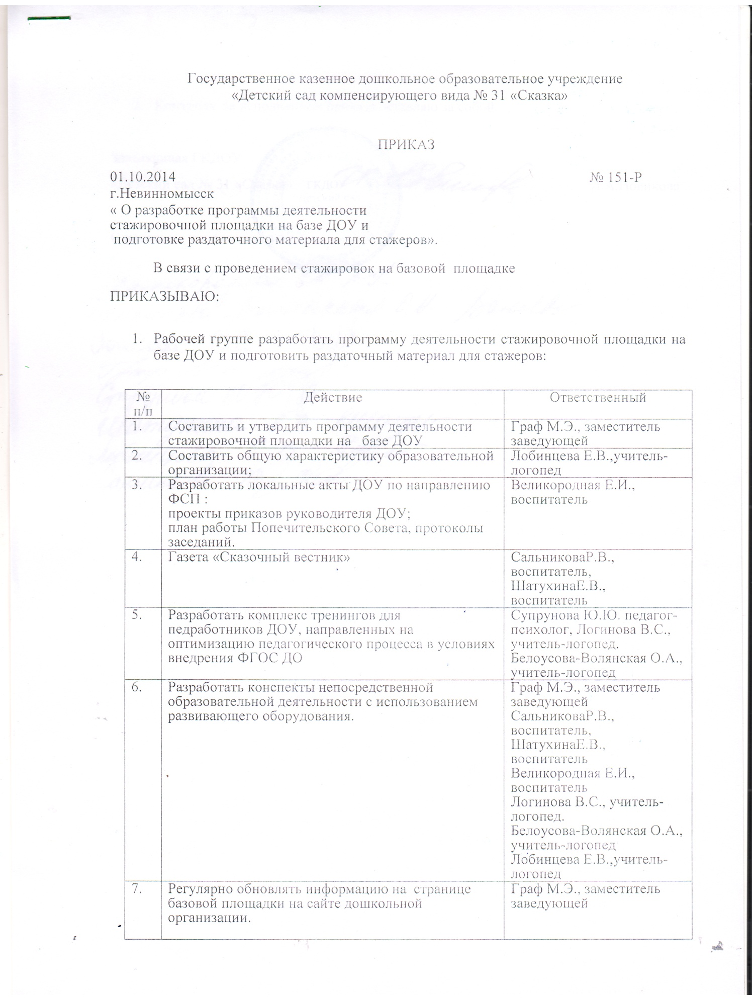 Государственное казенное дошкольное образовательное учреждение
«Детский сад компенсирующего вида № 31 «Сказка»
ПРИКАЗ
01.10.2014 № 151-Р
г.Невинномысск
« О разработке программы деятельности
стажировочной площадки на базе ДОУ и
подготовке раздаточного материала для стажеров».
В связи с проведением стажировок на базовой площадке
ПРИКАЗЫВАЮ:
1. Рабочей группе разработать программу деятельности стажировочной площадки на
базе ДОУ и подготовить раздаточный материал для стажеров:
№ Действие Ответственный
п/п
1. Составить и утвердить программу деятельности Граф М.Э., заместитель
стажировочной площадки на базе ДОУ заведующей
2. Составить общую характеристику образовательной Лобинцева Е.В.,учитель-
организации; логопед
3. Разработать локальные акты ДОУ по направлению Великородная Е.И.,
ФСП : воспитатель
проекты приказов руководителя ДОУ;
план работы Попечительского Совета, протоколы
заседаний.
4. Газета «Сказочный вестник» СальниковаР.В.,
воспитатель,
ШатухинаЕ.В.,
воспитатель
5. Разработать комплекс тренингов для Супрунова Ю.Ю. педагог-
педработников ДОУ, направленных на психолог, Логинова В.С.,
оптимизацию педагогического процесса в условиях учитель-логопед.
внедрения ФГОС ДО Белоусова-Волянская О.А.,
учитель-логопед
6. Разработать конспекты непосредственной Граф М.Э., заместитель
образовательной деятельности с использованием заведующей
развивающего оборудования. СальниковаР.В.,
воспитатель,
ШатухинаЕ.В.,
воспитатель
Великородная Е.И.,
воспитатель
Логинова В.С., учитель-
логопед.
Белоусова-Волянская О.А.,
учитель-логопед
Лобинцева Е.В.,учитель-
логопед
7. Регулярно обновлять информацию на странице Граф М.Э., заместитель
базовой площадки на сайте дошкольной заведующей
организации.